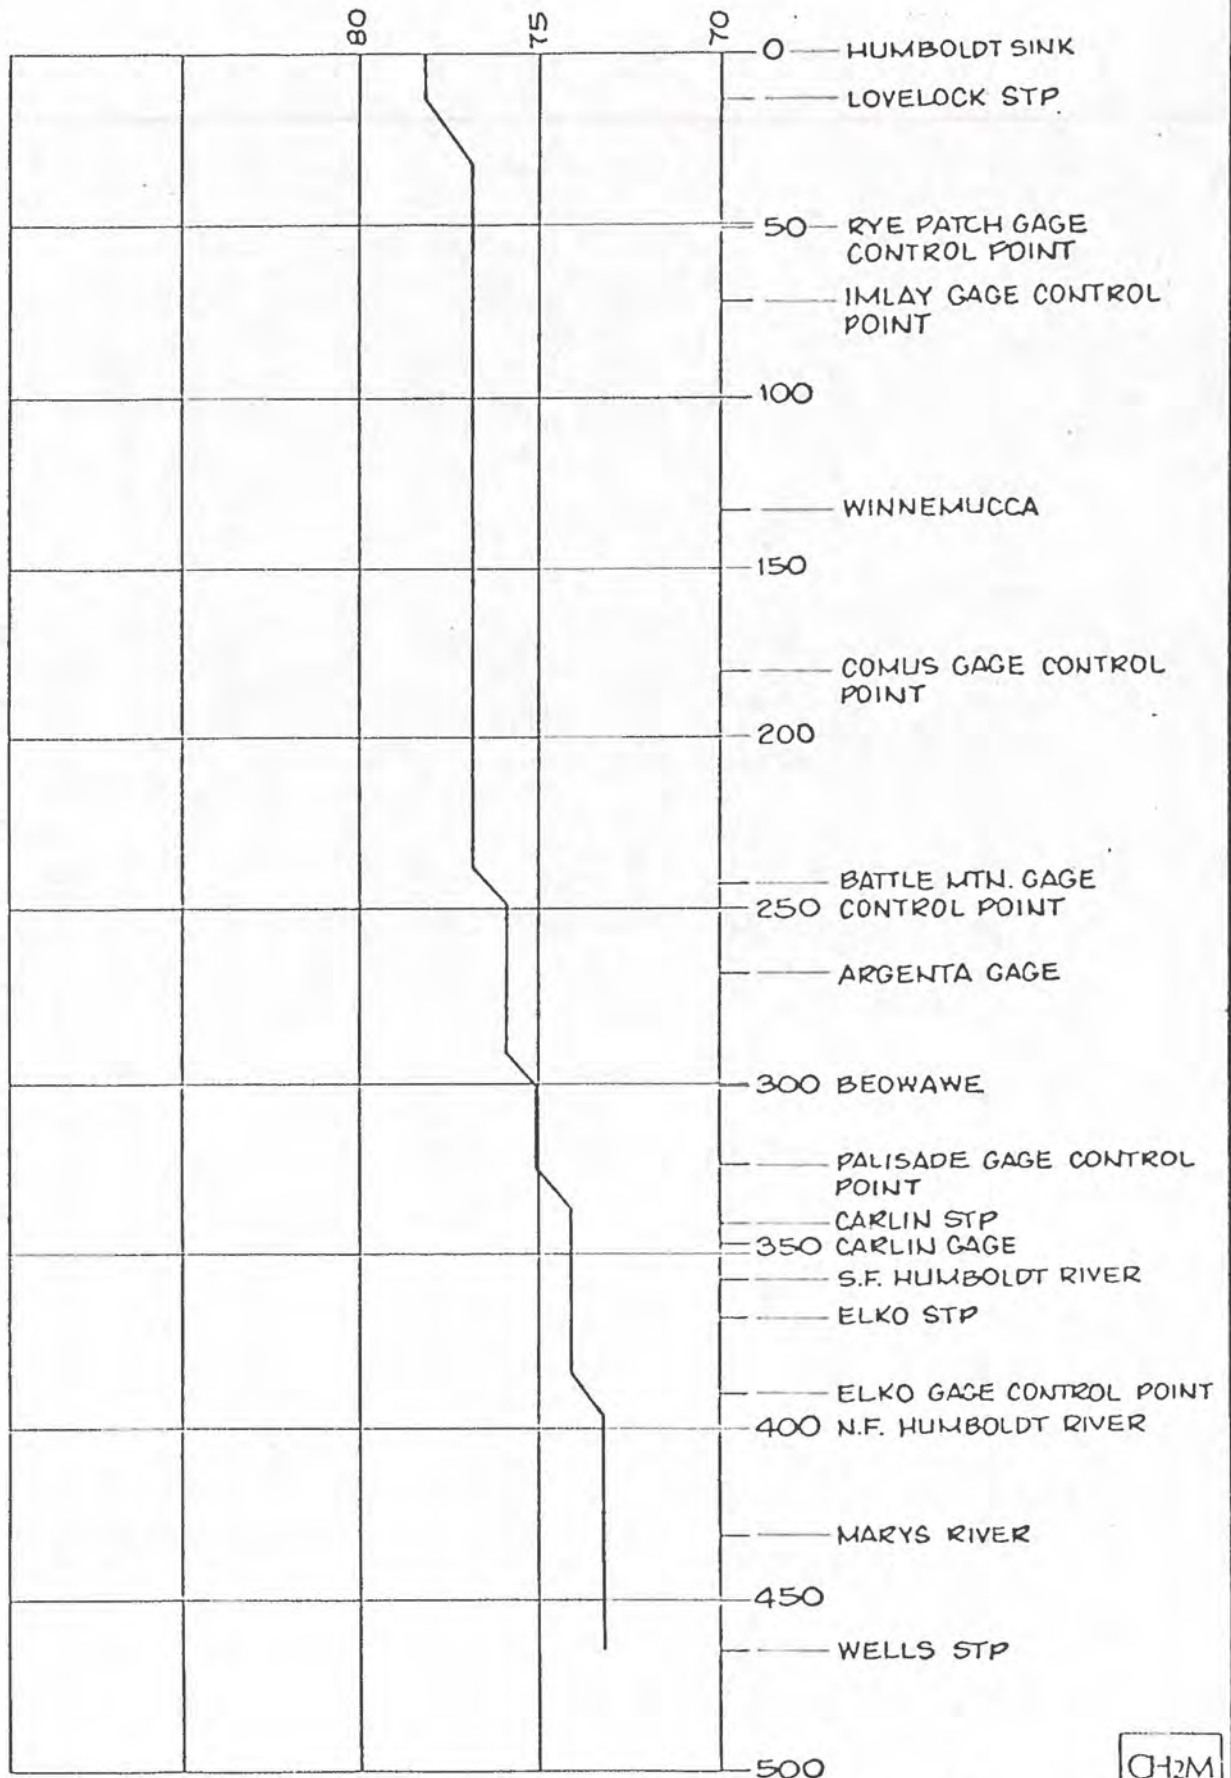 80
75
70
0 HUMBOLDT SINK
LOVELOCK STP
50 RYE PATCH GAGE
CONTROL POINT
IMLAY GAGE CONTROL
POINT
100
WINNEMUCCA
150
COMUS GAGE CONTROL
POINT
200
BATTLE MTN. GAGE
250 CONTROL POINT
ARGENTA GAGE
300 BEOWAWE
PALISADE GAGE CONTROL
POINT
CARLIN STP
350 CARLIN GAGE
S.F. HUMBOLDT RIVER
ELKO STP
ELKO GAGE CONTROL POINT
400 N.F. HUMBOLDT RIVER
MARYS RIVER
450
WELLS STP
500
CH2M